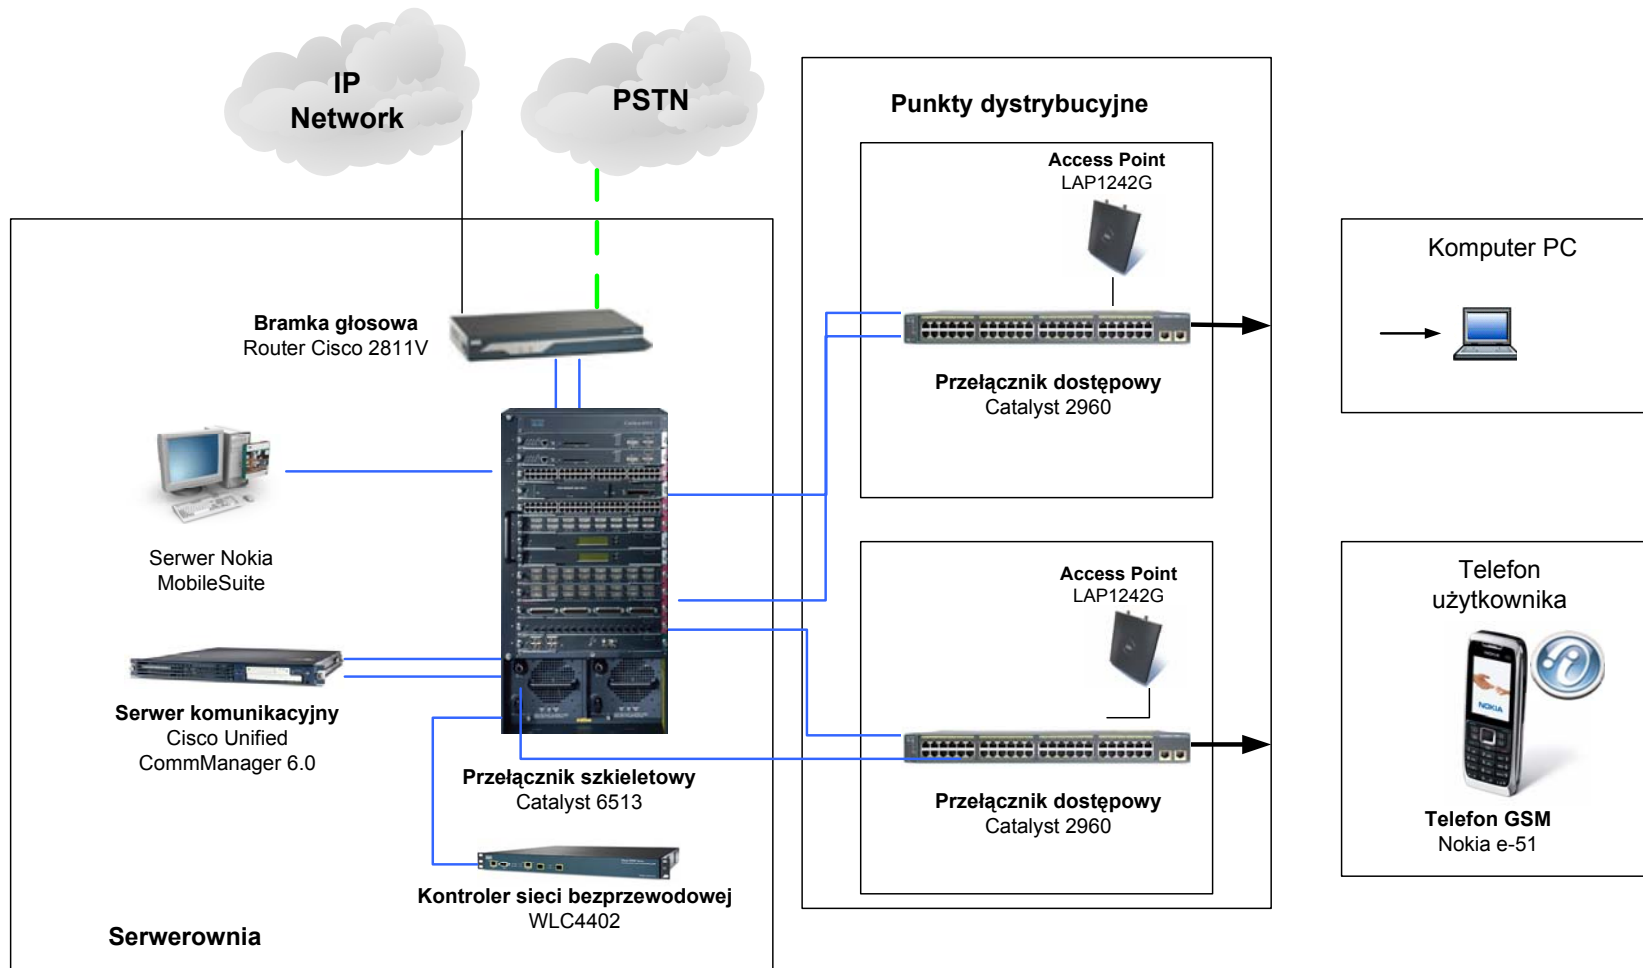 IP
Network
PSTN
Punkty dystrybucyjne
Access Point
LAP1242G
Komputer PC
Bramka głosowa
Router Cisco 2811V
Przełącznik dostępowy
Catalyst 2960
Serwer Nokia
MobileSuite
Access Point
LAP1242G
Telefon
użytkownika
NOKIA
Serwer komunikacyjny
Cisco Unified
CommManager 6.0
Przełącznik szkieletowy
Catalyst 6513
Przełącznik dostępowy
Catalyst 2960
Telefon GSM
Nokia e-51
Kontroler sieci bezprzewodowej
WLC4402
Serwerownia